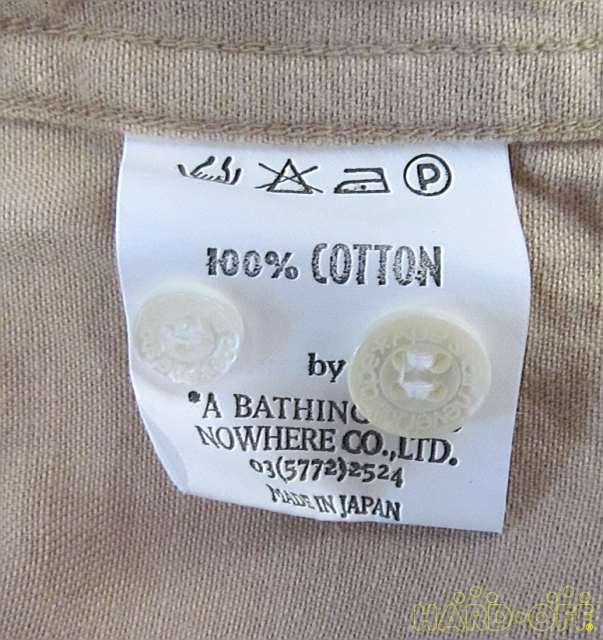 P
100% COTTON
by
*A BATHING
NOWHERE CO.,LTD.
03(5772)2524
MADE IN JAPAN
HARD·OFF